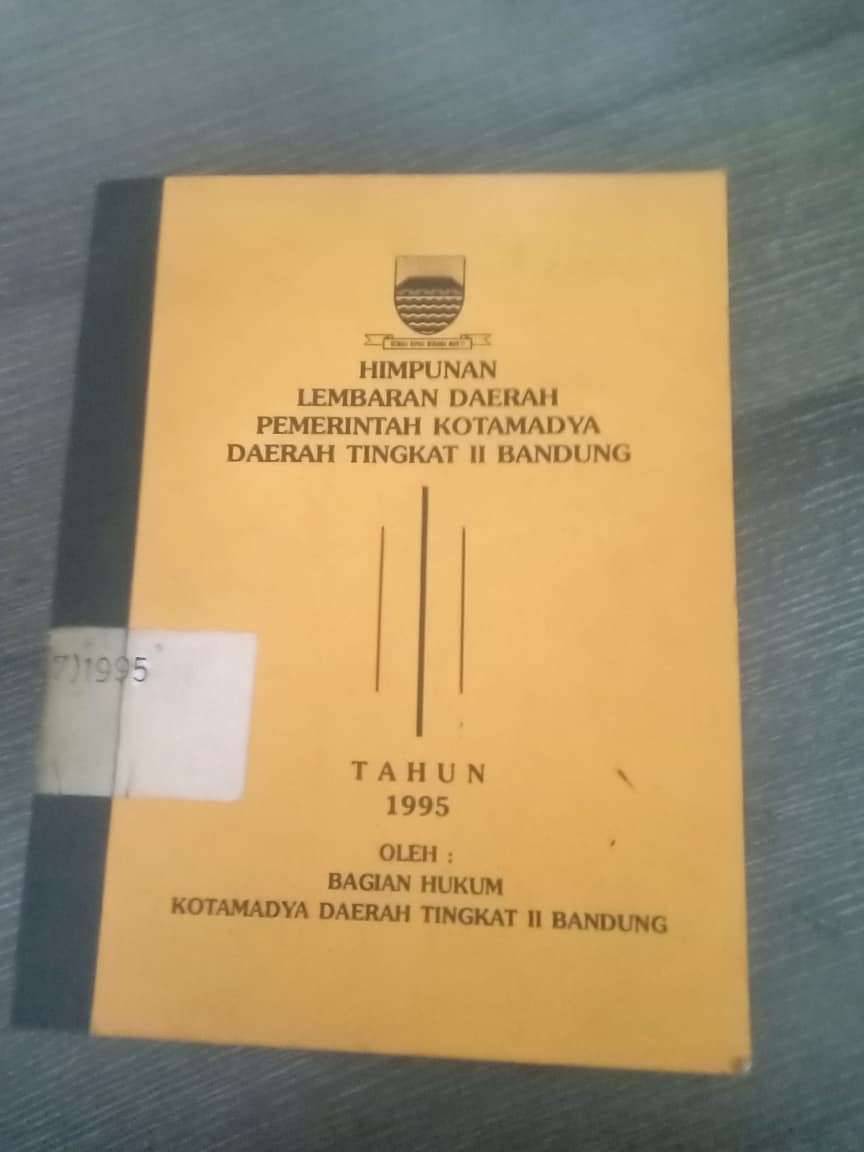 HIMPUNAN
LEMBARAN DAERAH
PEMERINTAH KOTAMADYA
DAERAH TINGKAT II BANDUNG
7)1995
TAHUN
1995
OLEH :
BAGIAN HUKUM
KOTAMADYA DAERAH TINGKAT II BANDUNG